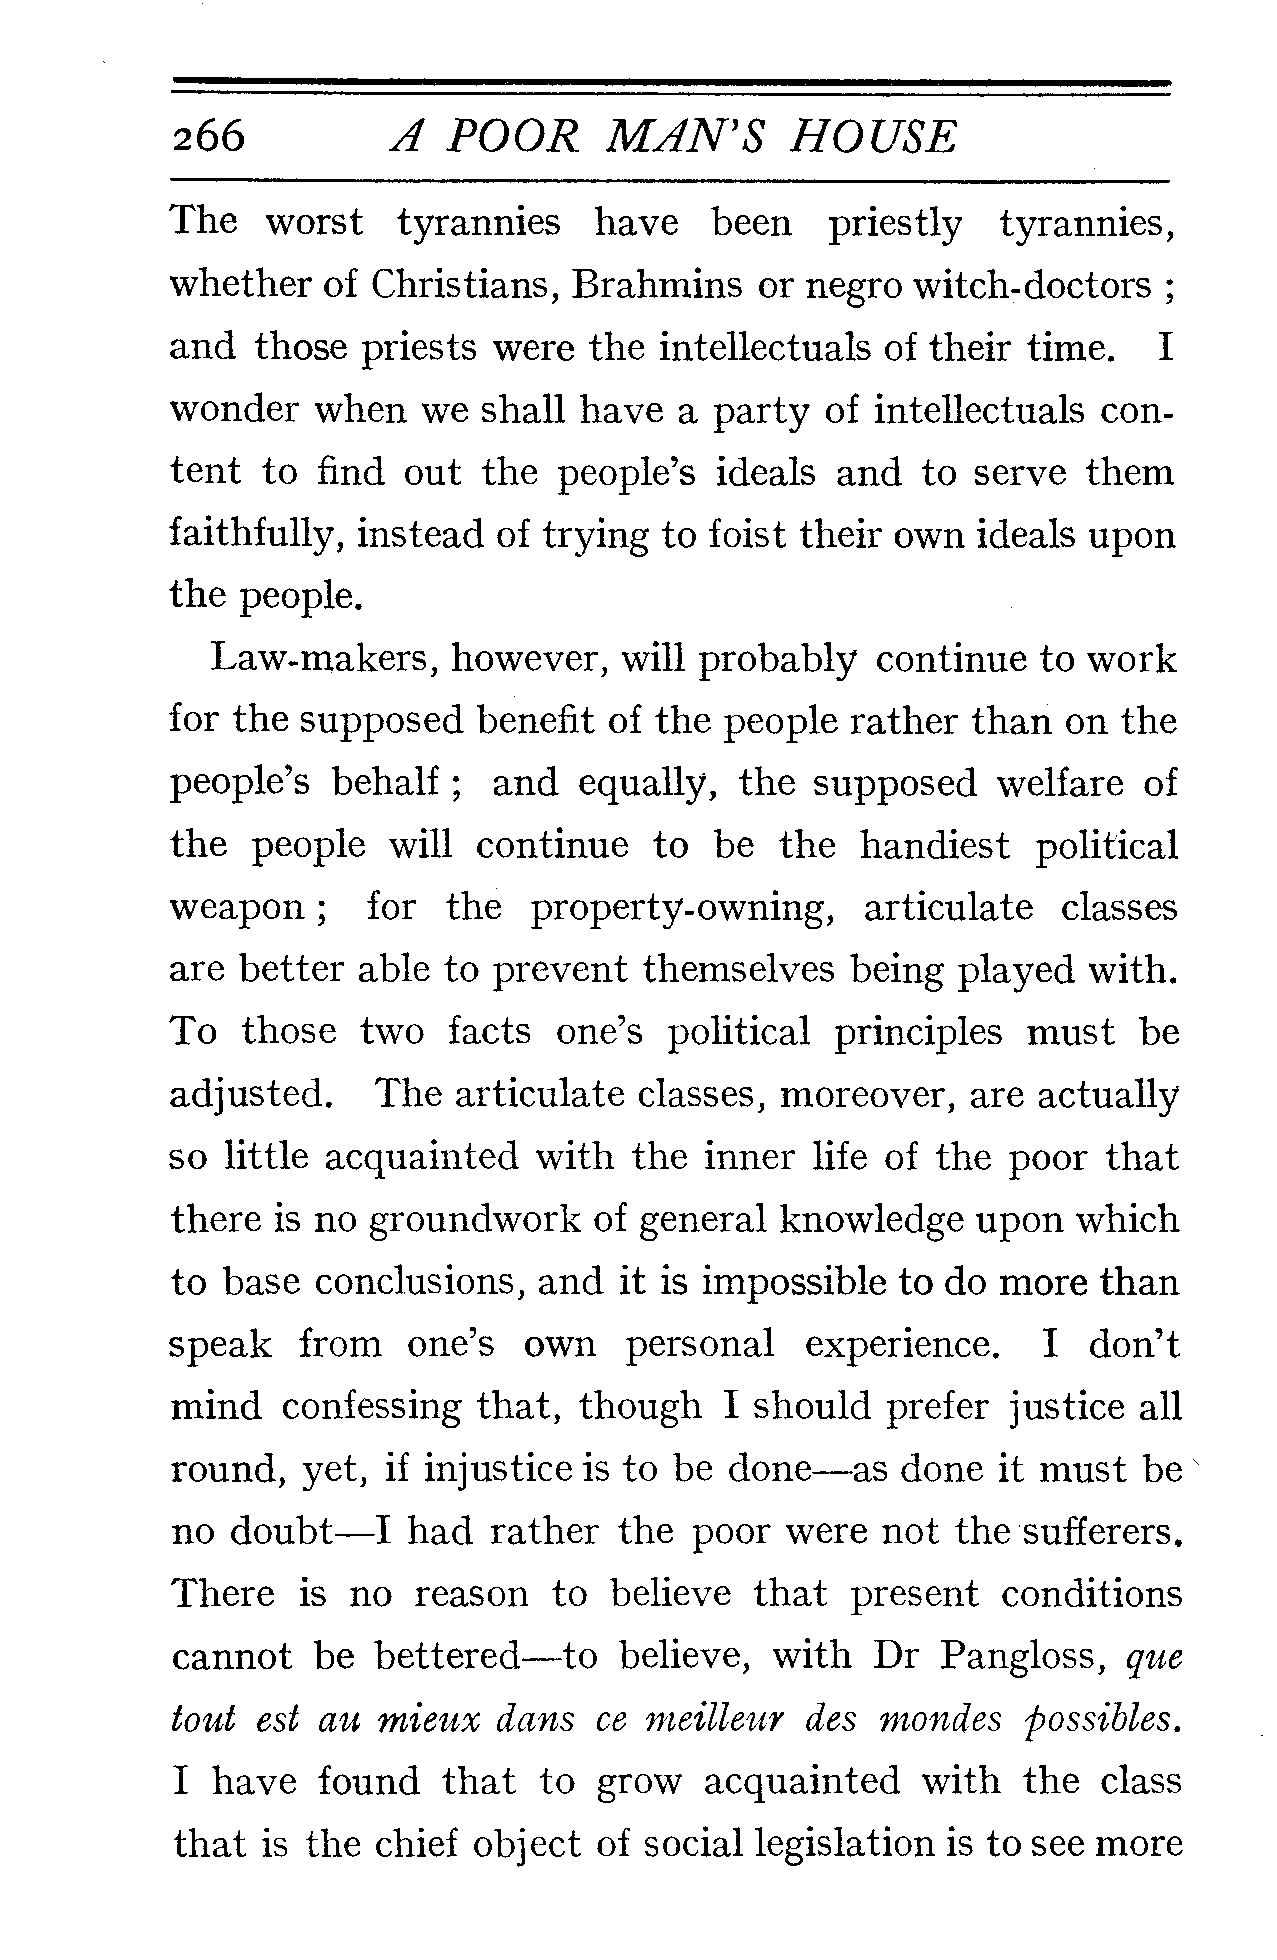 266 A POOR MAN'S HOUSE
The worst tyrannies have been priestly tyrannies,
whether of Christians, Brahmins or negro witch-doctors ;
and those priests were the intellectuals of their time. I
wonder when we shall have a party of intellectuals con-
tent to find out the people's ideals and to serve them
faithfully, instead of trying to foist their own ideals upon
the people.
Law-makers, however, will probably continue to work
for the supposed benefit of the people rather than on the
people's behalf ; and equally, the supposed welfare of
the people will continue to be the handiest political
weapon ; for the property-owning, articulate classes
are better able to prevent themselves being played with.
To those two facts one's political principles must be
adjusted. The articulate classes, moreover, are actually
so little acquainted with the inner life of the poor that
there is no groundwork of general knowledge upon which
to base conclusions, and it is impossible to do more than
speak from one's own personal experience. I don't
mind confessing that, though I should prefer justice all
round, yet, if injustice is to be done—as done it must be
no doubt—I had rather the poor were not the sufferers.
There is no reason to believe that present conditions
cannot be bettered—to believe, with Dr Pangloss, que
tout est au mieux dans ce meilleur des mondes possibles.
I have found that to grow acquainted with the class
that is the chief object of social legislation is to see more